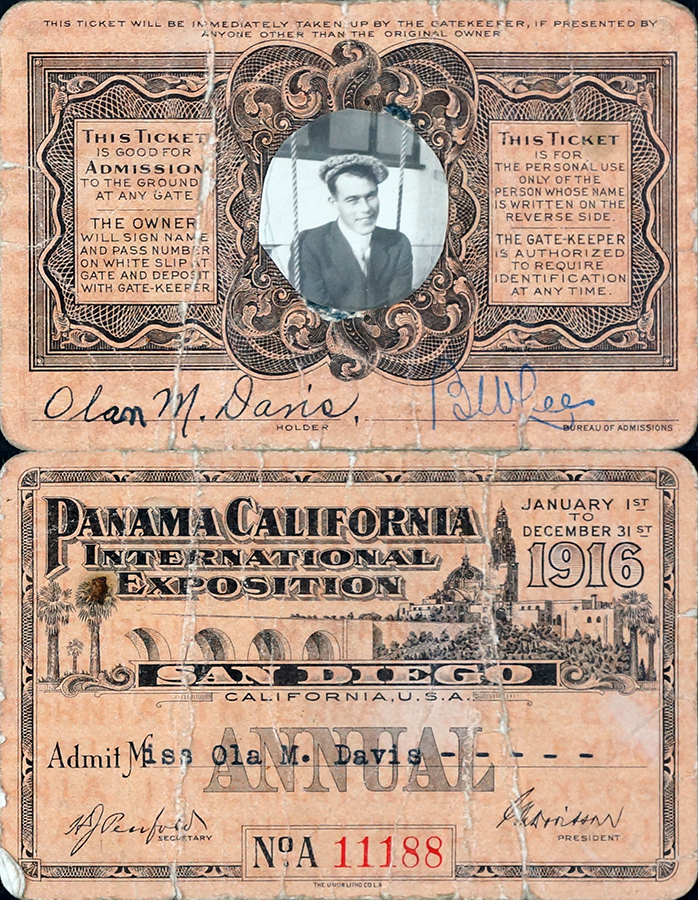 THIS TICKET WILL BE IMMEDIATELY TAKEN UP BY THE GATEKEEPER, IF PRESENTED BY
ANYONE OTHER THAN THE ORIGINAL OWNER
THIS TICKET
IS GOOD FOR
ADMISSION
TO THE GROUND
AT ANY GATE
THE OWNER
WILL SIGN NAME
AND PASS NUMBER
ON WHITE SLIP AT
GATE AND DEPOSIT
WITH GATE-KEEPER
THIS TICKET
IS FOR
THE PERSONAL USE
ONLY OF THE
PERSON WHOSE NAME
IS WRITTEN ON THE
REVERSE SIDE.
THE GATE-KEEPER
IS AUTHORIZED
TO REQUIRE
IDENTIFICATION
AT ANY TIME.
Olan M. Davis,
HOLDER
BUREAU OF ADMISSIONS
PANAMA CALIFORNIA
INTERNATIONAL
EXPOSITION
JANUARY 1ST
TO
DECEMBER 31ST
1916
SAN DIEGO
CALIFORNIA, U.S.A.
ANNUAL
Admit Miss Ola M. Davis - - - - -
SECRETARY
PRESIDENT
No A 11188
THE UNION LITHO CO L A